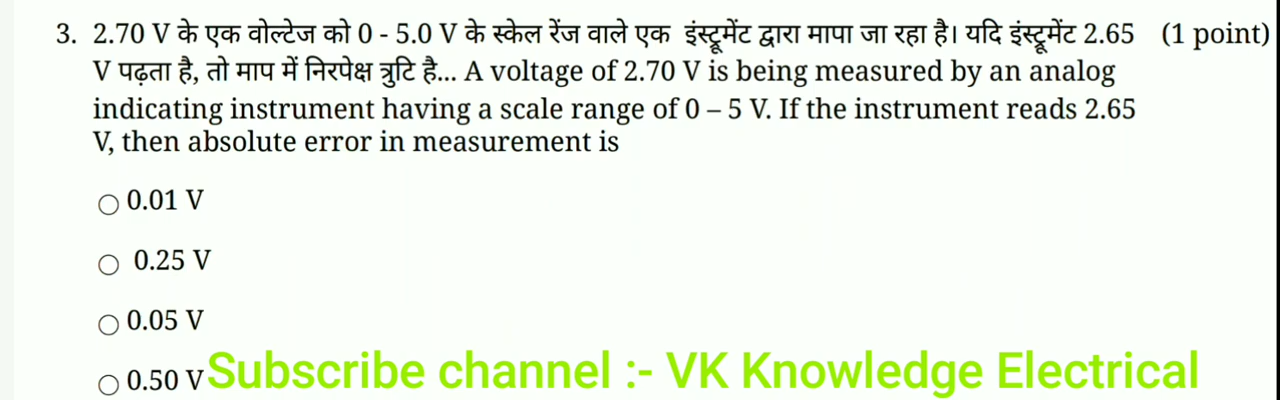 3. 2.70 V के एक वोल्टेज को 0 - 5.0 V के स्केल रेंज वाले एक इंस्ट्रूमेंट द्वारा मापा जा रहा है। यदि इंस्ट्रूमेंट 2.65 (1 point)
V पढ़ता है, तो माप में निरपेक्ष त्रुटि है... A voltage of 2.70 V is being measured by an analog
indicating instrument having a scale range of 0 – 5 V. If the instrument reads 2.65
V, then absolute error in measurement is
0.01 V
0.25 V
0.05 V
0.50 V
Subscribe channel :- VK Knowledge Electrical